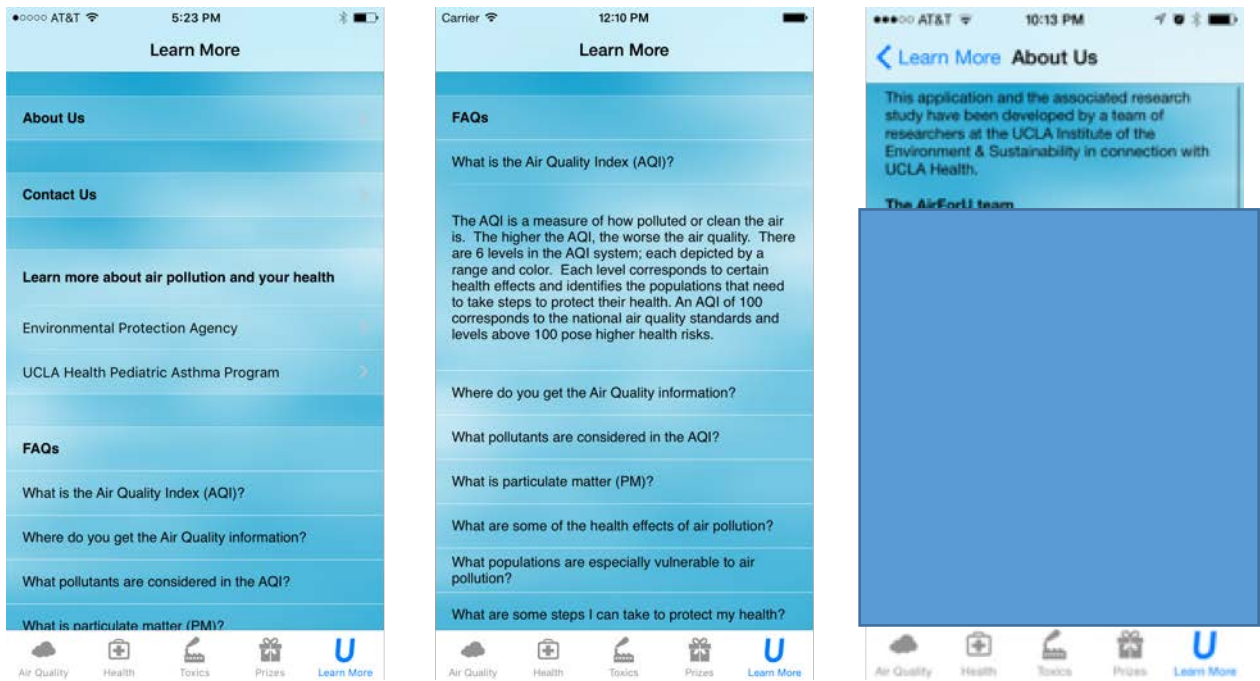 AT&T 5:23 PM
Learn More
About Us
Contact Us
Learn more about air pollution and your health
Environmental Protection Agency
UCLA Health Pediatric Asthma Program
FAQs
What is the Air Quality Index (AQI)?
Where do you get the Air Quality information?
What pollutants are considered in the AQI?
What is particulate matter (PM)?
Air Quality Health Toxics Prizes Learn More
Carrier 12:10 PM
Learn More
FAQs
What is the Air Quality Index (AQI)?
The AQI is a measure of how polluted or clean the air
is. The higher the AQI, the worse the air quality. There
are 6 levels in the AQI system; each depicted by a
range and color. Each level corresponds to certain
health effects and identifies the populations that need
to take steps to protect their health. An AQI of 100
corresponds to the national air quality standards and
levels above 100 pose higher health risks.
Where do you get the Air Quality information?
What pollutants are considered in the AQI?
What is particulate matter (PM)?
What are some of the health effects of air pollution?
What populations are especially vulnerable to air
pollution?
What are some steps I can take to protect my health?
Air Quality Health Toxics Prizes Learn More
AT&T 10:13 PM
Learn More About Us
This application and the associated research
study have been developed by a team of
researchers at the UCLA Institute of the
Environment & Sustainability in connection with
UCLA Health.
The AirForU team
Air Quality Health Toxics Prizes Learn More